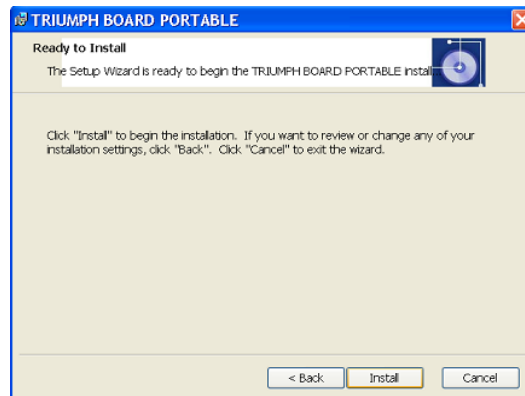 TRIUMPH BOARD PORTABLE
Ready to Install
The Setup Wizard is ready to begin the TRIUMPH BOARD PORTABLE install
Click "Install" to begin the installation. If you want to review or change any of your
installation settings, click "Back". Click "Cancel" to exit the wizard.
< Back Install Cancel